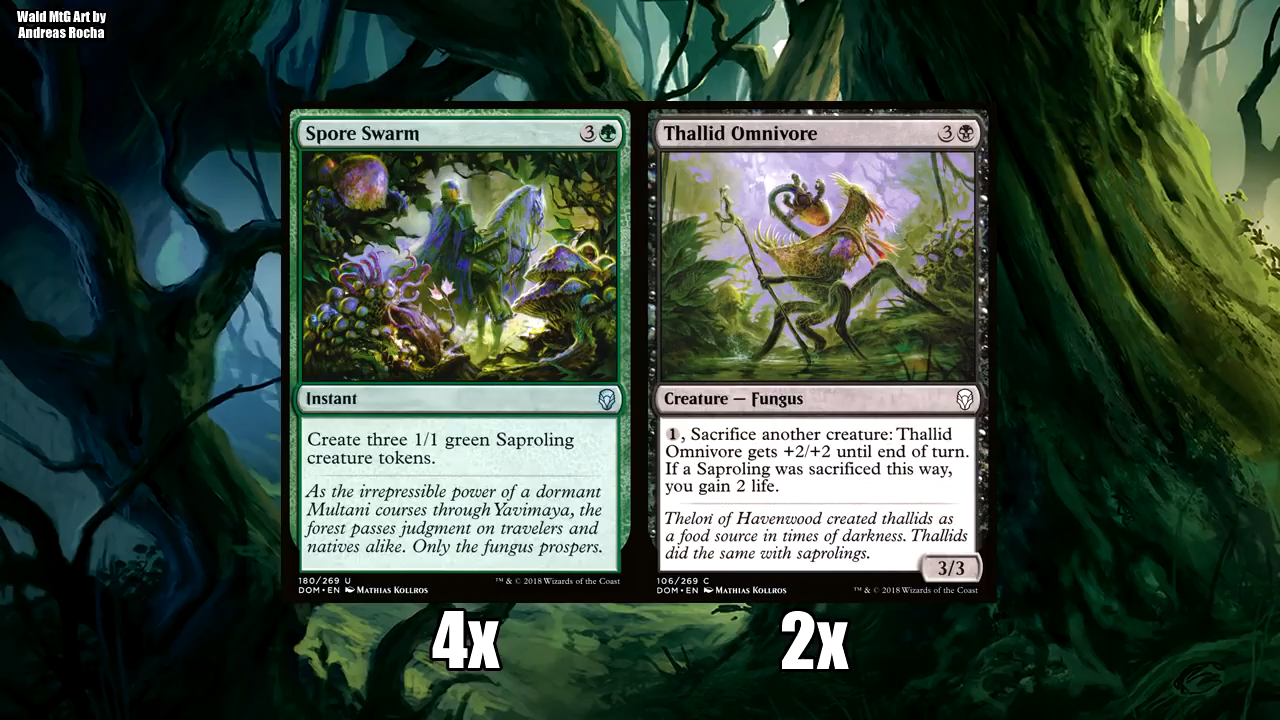 Wald MtG Art by
Andreas Rocha
Spore Swarm 3
Instant
Create three 1/1 green Saproling
creature tokens.
As the irrepressible power of a dormant
Multani courses through Yavimaya, the
forest passes judgment on travelers and
natives alike. Only the fungus prospers.
180/269 U
DOM • EN Mathias Kollros
™ & © 2018 Wizards of the Coast
4x
Thallid Omnivore 3
Creature — Fungus
1, Sacrifice another creature: Thallid
Omnivore gets +2/+2 until end of turn.
If a Saproling was sacrificed this way,
you gain 2 life.
Thelon of Havenwood created thallids as
a food source in times of darkness. Thallids
did the same with saprolings.
3/3
106/269 C
DOM • EN Mathias Kollros
™ & © 2018 Wizards of the Coast
2x